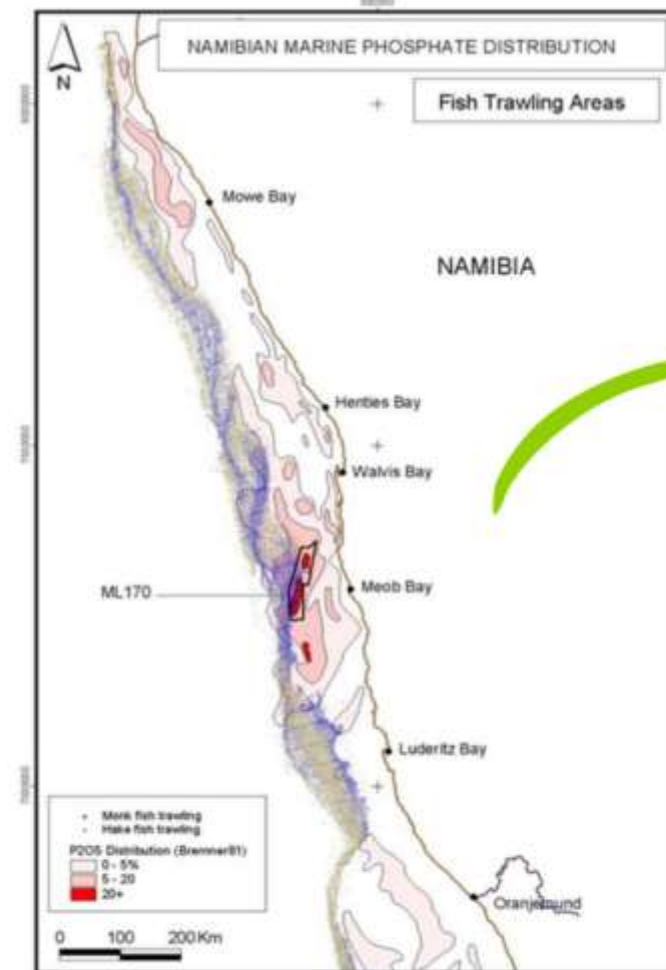 NAMIBIAN MARINE PHOSPHATE DISTRIBUTION
N
Fish Trawling Areas
Mowe Bay
NAMIBIA
Henties Bay
Walvis Bay
ML170
Meob Bay
Luderitz Bay
Monk fish trawling
Hake fish trawling
P2O5 Distribution (Bremner81)
0 - 5%
5 - 20
20+
Oranjemund
0 100 200 Km